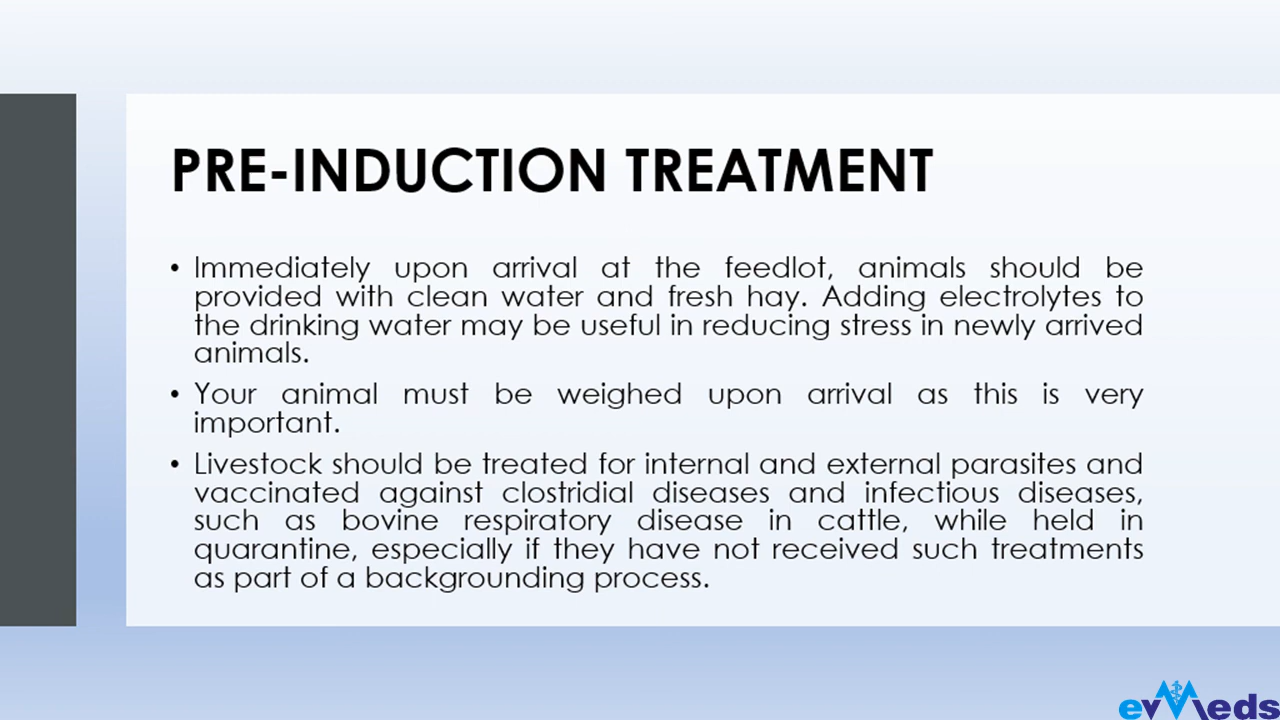 PRE-INDUCTION TREATMENT
• Immediately upon arrival at the feedlot, animals should be
provided with clean water and fresh hay. Adding electrolytes to
the drinking water may be useful in reducing stress in newly arrived
animals.
• Your animal must be weighed upon arrival as this is very
important.
• Livestock should be treated for internal and external parasites and
vaccinated against clostridial diseases and infectious diseases,
such as bovine respiratory disease in cattle, while held in
quarantine, especially if they have not received such treatments
as part of a backgrounding process.
evMeds